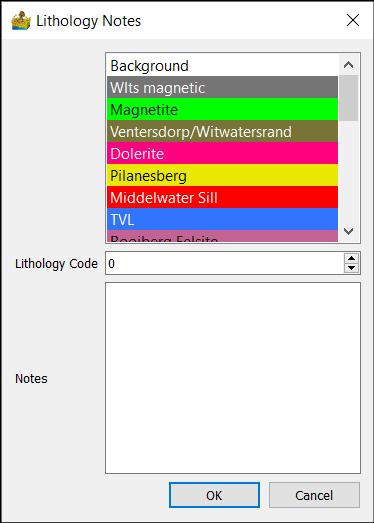 Lithology Notes
Background
Wlts magnetic
Magnetite
Ventersdorp/Witwatersrand
Dolerite
Pilanesberg
Middelwater Sill
TVL
Rooiberg Felsite
Lithology Code
0
Notes
OK
Cancel